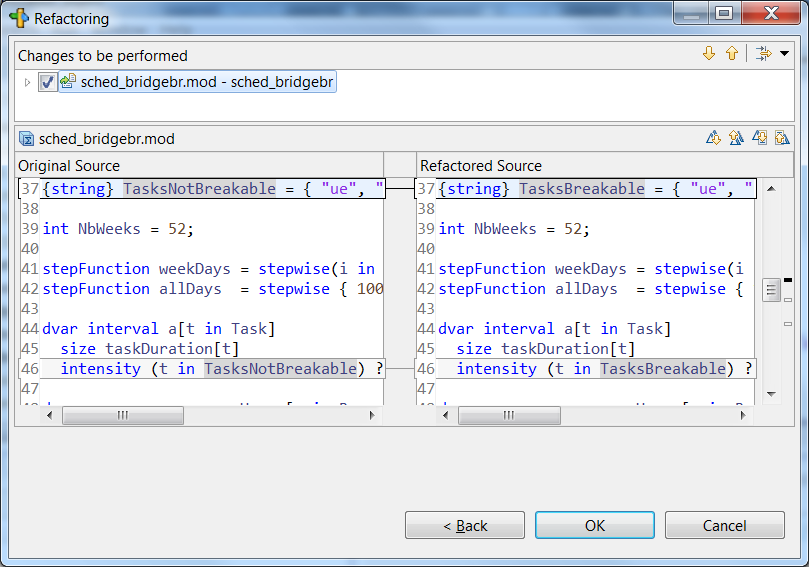 Refactoring
Changes to be performed
sched_bridgebr.mod - sched_bridgebr
sched_bridgebr.mod
Original Source
37 {string} TasksNotBreakable = { "ue", "
38
39 int NbWeeks = 52;
40
41 stepFunction weekDays = stepwise(i in
42 stepFunction allDays  = stepwise { 100
43
44 dvar interval a[t in Task]
45   size taskDuration[t]
46   intensity (t in TasksNotBreakable) ?
47
Refactored Source
37 {string} TasksBreakable = { "ue", "
38
39 int NbWeeks = 52;
40
41 stepFunction weekDays = stepwise(i
42 stepFunction allDays  = stepwise {
43
44 dvar interval a[t in Task]
45   size taskDuration[t]
46   intensity (t in TasksBreakable) ?
47
< Back
OK
Cancel